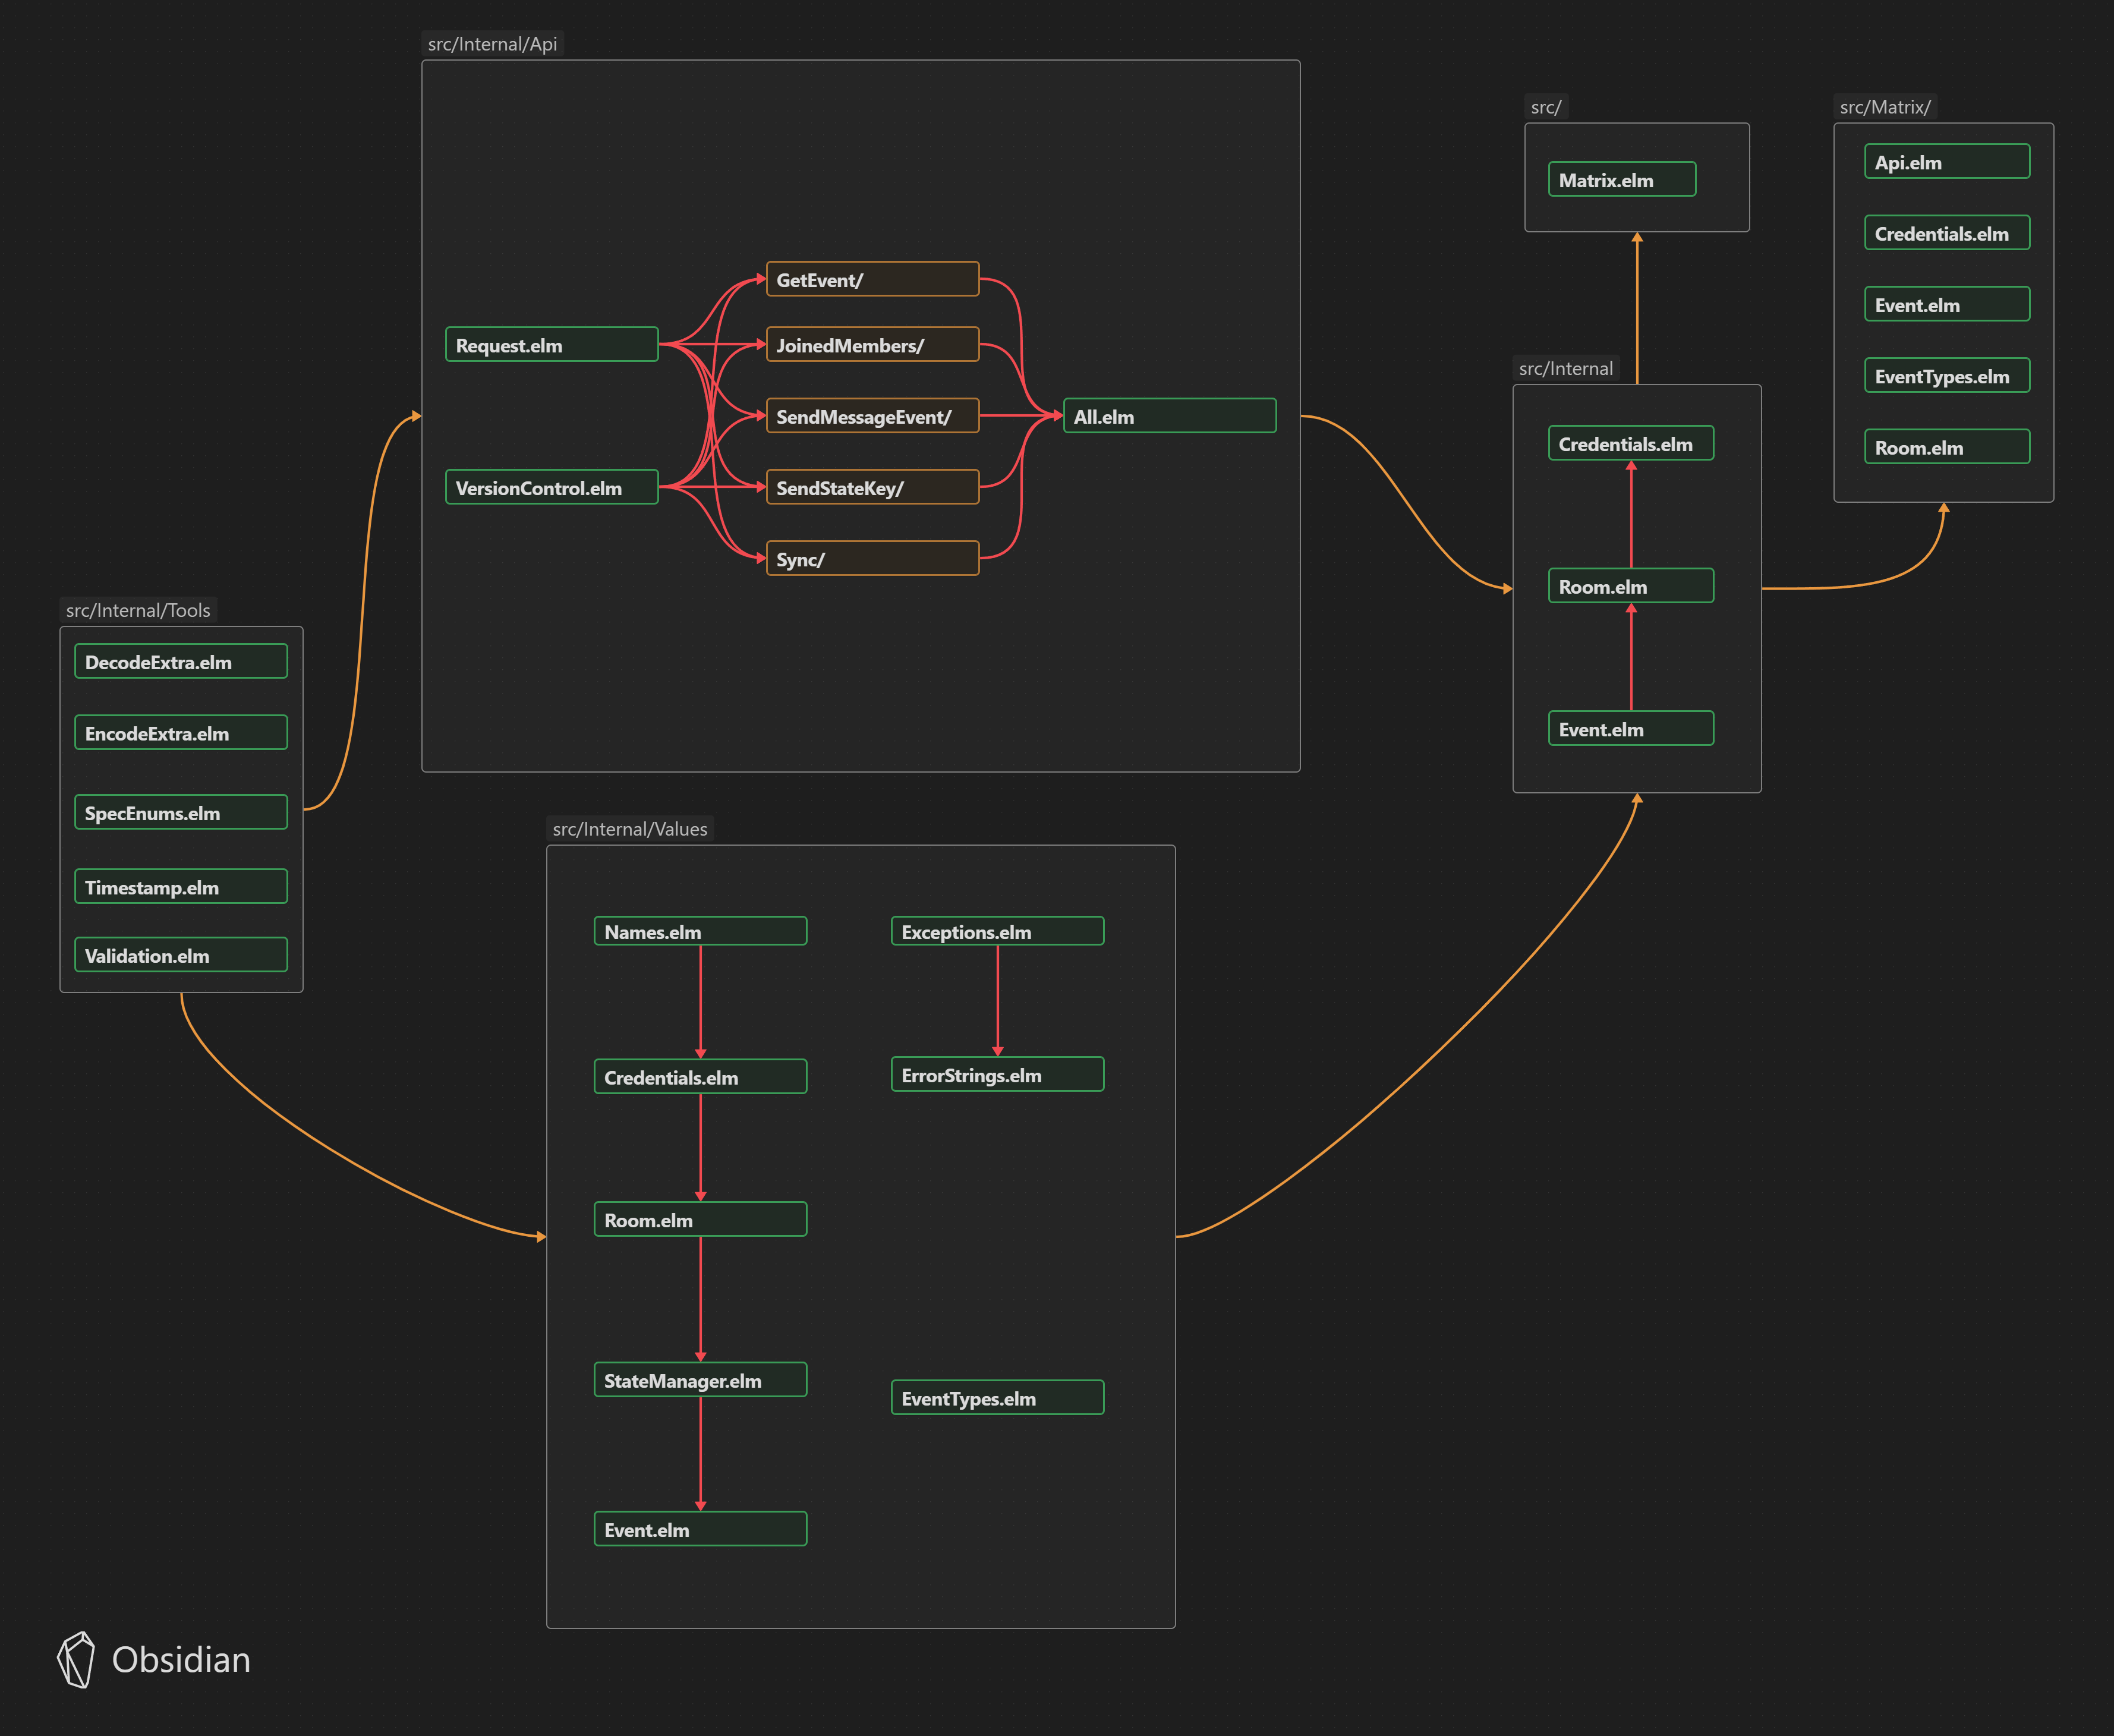 src/Internal/Api
Request.elm
VersionControl.elm
GetEvent/
JoinedMembers/
SendMessageEvent/
SendStateKey/
Sync/
All.elm
src/
Matrix.elm
src/Matrix/
Api.elm
Credentials.elm
Event.elm
EventTypes.elm
Room.elm
src/Internal
Credentials.elm
Room.elm
Event.elm
src/Internal/Tools
DecodeExtra.elm
EncodeExtra.elm
SpecEnums.elm
Timestamp.elm
Validation.elm
src/Internal/Values
Names.elm
Credentials.elm
Room.elm
StateManager.elm
Event.elm
Exceptions.elm
ErrorStrings.elm
EventTypes.elm
Obsidian